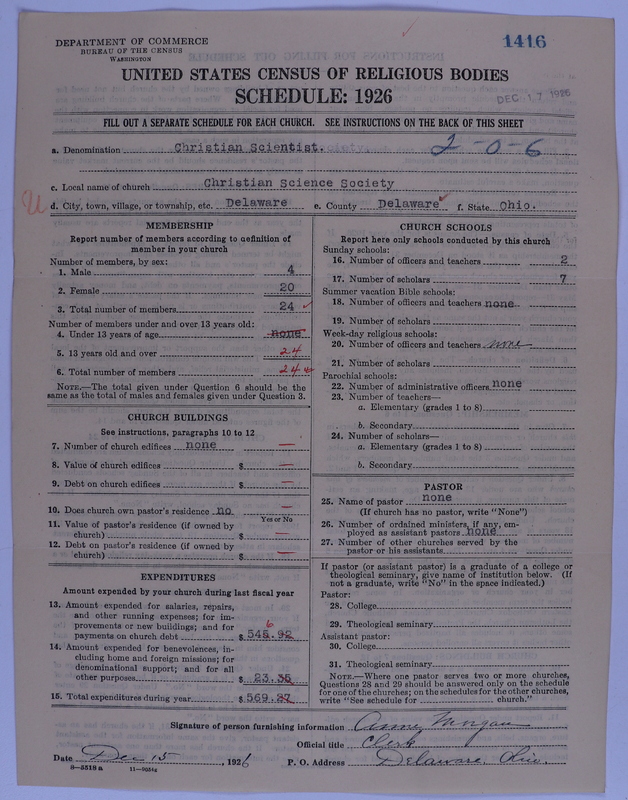 DEPARTMENT OF COMMERCE
BUREAU OF THE CENSUS
WASHINGTON
1416
UNITED STATES CENSUS OF RELIGIOUS BODIES
SCHEDULE: 1926
DEC 17 1926
FILL OUT A SEPARATE SCHEDULE FOR EACH CHURCH. SEE INSTRUCTIONS ON THE BACK OF THIS SHEET
a. Denomination Christian Scientist. 2-0-6
c. Local name of church Christian Science Society
d. City, town, village, or township, etc. Delaware e. County Delaware f. State Ohio.
MEMBERSHIP
Report number of members according to definition of
member in your church
Number of members, by sex:
1. Male 4
2. Female 20
3. Total number of members 24
Number of members under and over 13 years old:
4. Under 13 years of age none
5. 13 years old and over 24
6. Total number of members 24
NOTE.—The total given under Question 6 should be the
same as the total of males and females given under Question 3.
CHURCH BUILDINGS
See instructions, paragraphs 10 to 12
7. Number of church edifices none —
8. Value of church edifices $ —
9. Debt on church edifices $ —
10. Does church own pastor's residence no —
Yes or No
11. Value of pastor's residence (if owned by
church) $ —
12. Debt on pastor's residence (if owned by
church) $ —
EXPENDITURES
Amount expended by your church during last fiscal year
13. Amount expended for salaries, repairs,
and other running expenses; for im-
provements or new buildings; and for
payments on church debt $ 545.92
6
14. Amount expended for benevolences, in-
cluding home and foreign missions; for
denominational support; and for all
other purposes $ 23.35
15. Total expenditures during year $ 569.27
CHURCH SCHOOLS
Report here only schools conducted by this church
Sunday schools:
16. Number of officers and teachers 2
17. Number of scholars 7
Summer vacation Bible schools:
18. Number of officers and teachers none
19. Number of scholars
Week-day religious schools:
20. Number of officers and teachers none
21. Number of scholars
Parochial schools:
22. Number of administrative officers none
23. Number of teachers—
a. Elementary (grades 1 to 8)
b. Secondary
24. Number of scholars—
a. Elementary (grades 1 to 8)
b. Secondary
PASTOR
25. Name of pastor none
(If church has no pastor, write "None")
26. Number of ordained ministers, if any, em-
ployed as assistant pastors none
27. Number of other churches served by the
pastor or his assistants
If pastor (or assistant pastor) is a graduate of a college or
theological seminary, give name of institution below. (If
not a graduate, write "No" in the space indicated.)
Pastor:
28. College
29. Theological seminary
Assistant pastor:
30. College
31. Theological seminary
NOTE.—Where one pastor serves two or more churches,
Questions 28 and 29 should be answered only on the schedule
for one of the churches; on the schedules for the other churches,
write "See schedule for church."
Signature of person furnishing information Anne Morgan
Official title Clerk
Date Dec 15, 1926 P. O. Address Delaware Ohio.
8—5518a 11—9051a